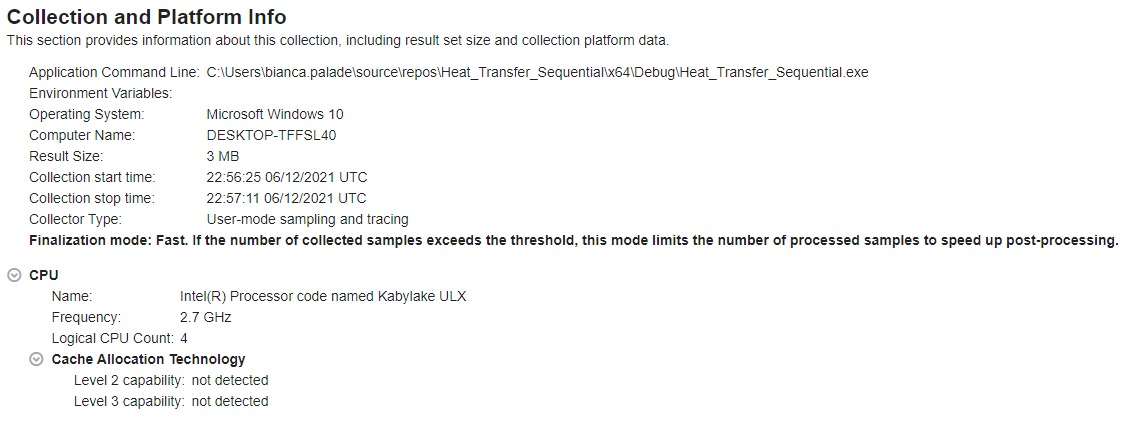 Collection and Platform Info
This section provides information about this collection, including result set size and collection platform data.
Application Command Line: C:\Users\bianca.palade\source\repos\Heat_Transfer_Sequential\x64\Debug\Heat_Transfer_Sequential.exe
Environment Variables:
Operating System: Microsoft Windows 10
Computer Name: DESKTOP-TFFSL40
Result Size: 3 MB
Collection start time: 22:56:25 06/12/2021 UTC
Collection stop time: 22:57:11 06/12/2021 UTC
Collector Type: User-mode sampling and tracing
Finalization mode: Fast. If the number of collected samples exceeds the threshold, this mode limits the number of processed samples to speed up post-processing.
CPU
Name: Intel(R) Processor code named Kabylake ULX
Frequency: 2.7 GHz
Logical CPU Count: 4
Cache Allocation Technology
Level 2 capability: not detected
Level 3 capability: not detected